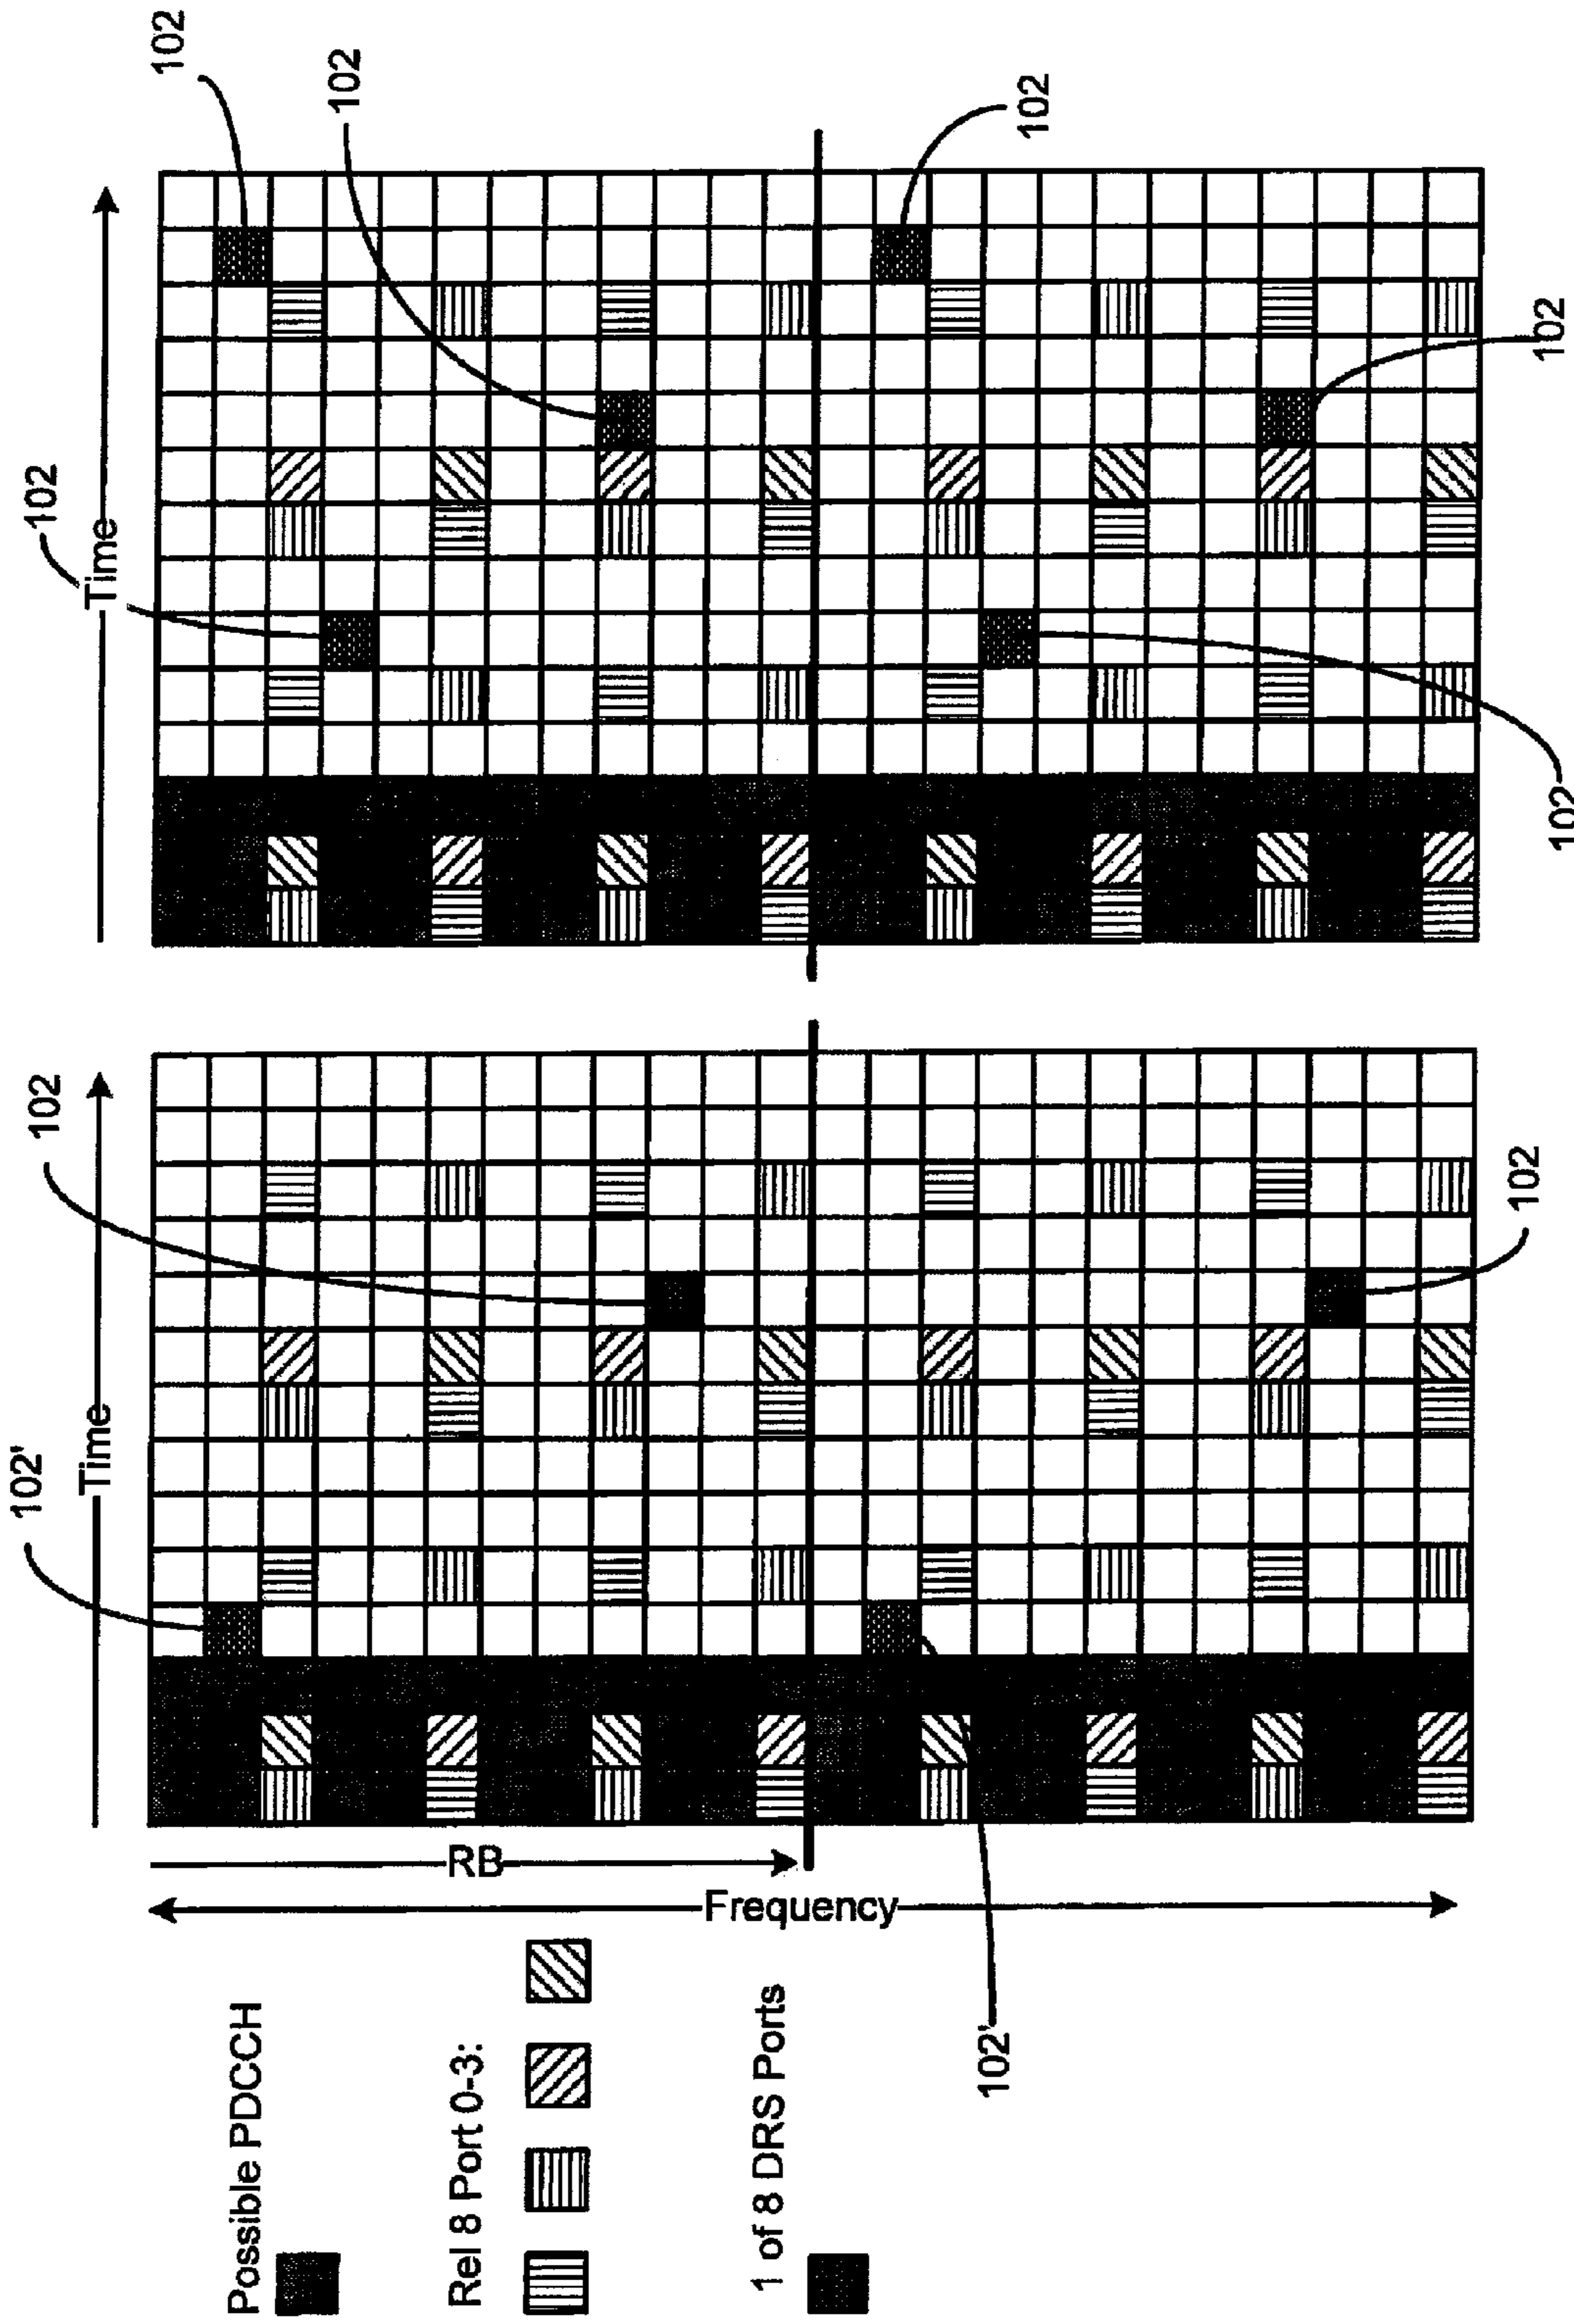 Possible PDCCH
Rel 8 Port 0-3:
1 of 8 DRS Ports
Frequency
RB
Time
102'
102
102'
102
Time
102
102
102
102
102
102